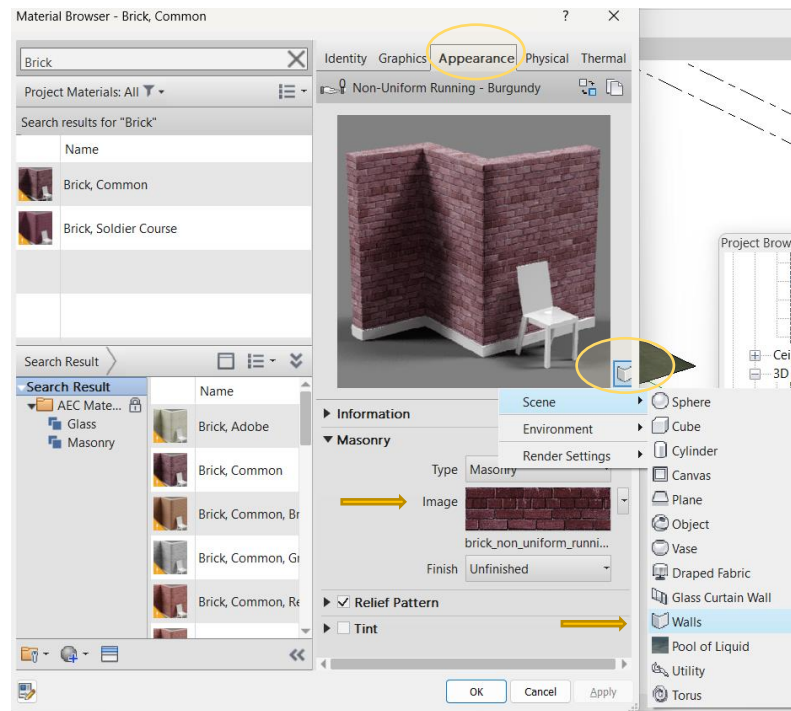 Material Browser - Brick, Common
? ×
Brick
Project Materials: All
Search results for "Brick"
Name
Brick, Common
Brick, Soldier Course
Search Result
Search Result
AEC Mate...
Glass
Masonry
Name
Brick, Adobe
Brick, Common
Brick, Common, Br
Brick, Common, Gr
Brick, Common, Re
Identity Graphics Appearance Physical Thermal
Non-Uniform Running - Burgundy
Information
Masonry
Type Masonry
Image
brick_non_uniform_runni...
Finish Unfinished
Relief Pattern
Tint
OK Cancel Apply
Scene
Environment
Render Settings
Sphere
Cube
Cylinder
Canvas
Plane
Object
Vase
Draped Fabric
Glass Curtain Wall
Walls
Pool of Liquid
Utility
Torus
Project Brow
Cei
3D